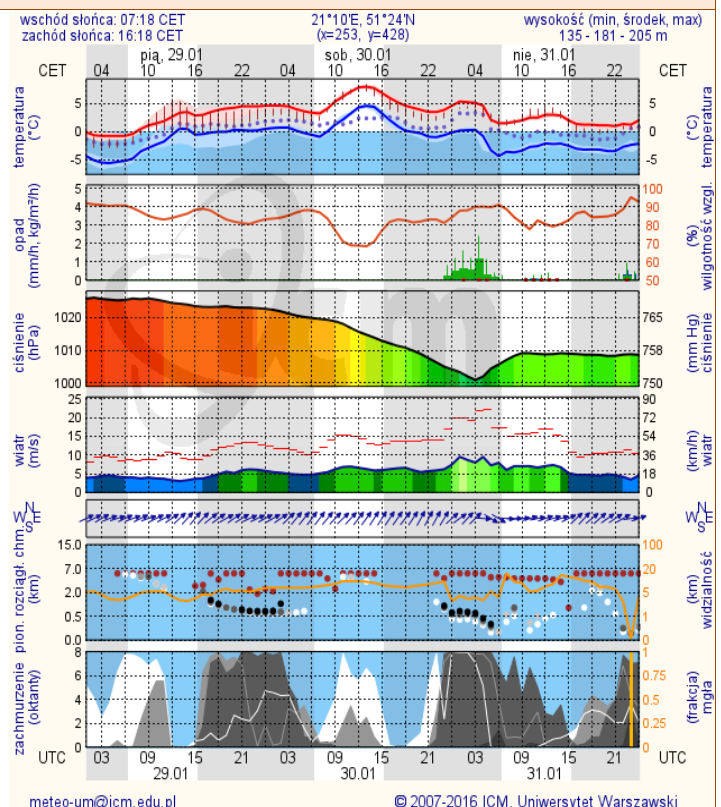 wschód słońca: 07:18 CET 21°10'E, 51°24'N wysokość (min, środek, max)
zachód słońca: 16:18 CET (x=253, y=428) 135 - 181 - 205 m
pią, 29.01 sob, 30.01 nie, 31.01
CET 04 10 16 22 04 10 16 22 04 10 16 22 CET
temperatura (°C)
5
0
-5
5
0
-5
temperatura (°C)
opad (mm/h, kg/m²/h)
5
4
3
2
1
0
100
90
80
70
60
50
wilgotność wzgl. (%)
ciśnienie (hPa)
1020
1010
1000
765
758
750
ciśnienie (mm Hg)
wiatr (m/s)
25
20
15
10
5
0
90
72
54
36
18
0
wiatr (km/h)
N
W E
S
N
W E
S
pion. rozciągł. chm. (km)
15.0
7.0
2.0
0.5
0.0
100
20
5
1
0
widzialność (km)
zachmurzenie (oktanty)
8
6
4
2
0
1
0.75
0.5
0.25
0
mgła (frakcja)
UTC 03 09 15 21 03 09 15 21 03 09 15 21 UTC
29.01 30.01 31.01
meteo-um@icm.edu.pl © 2007-2016 ICM, Uniwersytet Warszawski